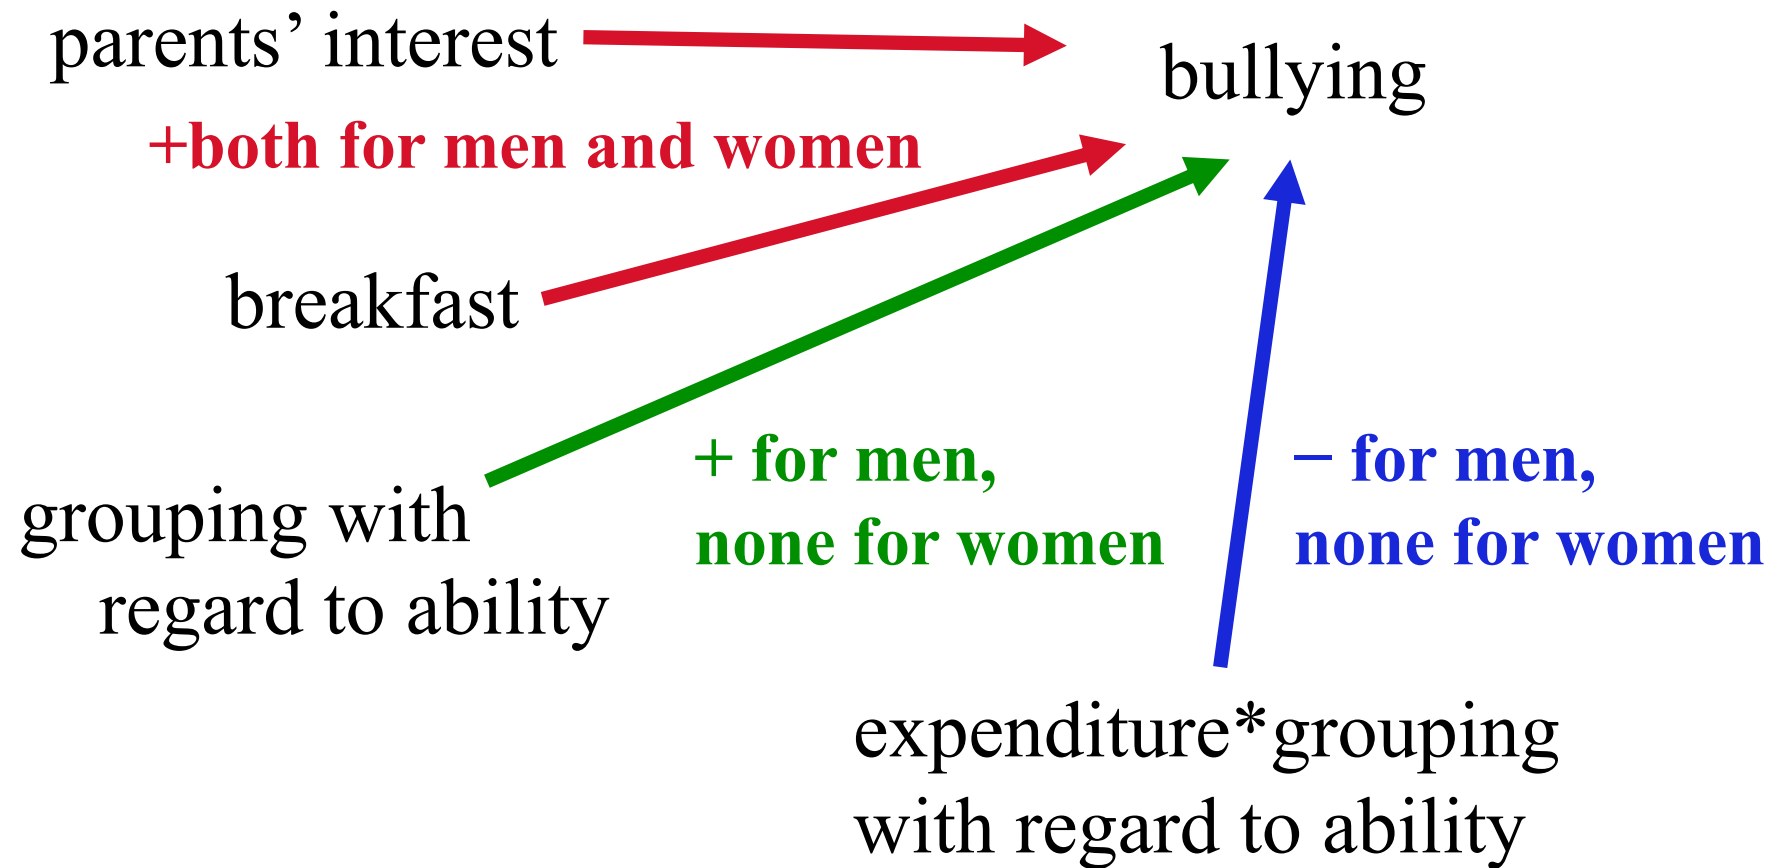 parents’ interest
bullying
+both for men and women
breakfast
+ for men,
none for women
− for men,
none for women
grouping with
regard to ability
expenditure*grouping
with regard to ability